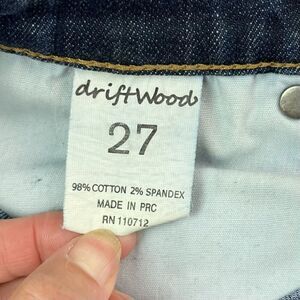 driftwood
27
98% COTTON 2% SPANDEX
MADE IN PRC
RN 110712